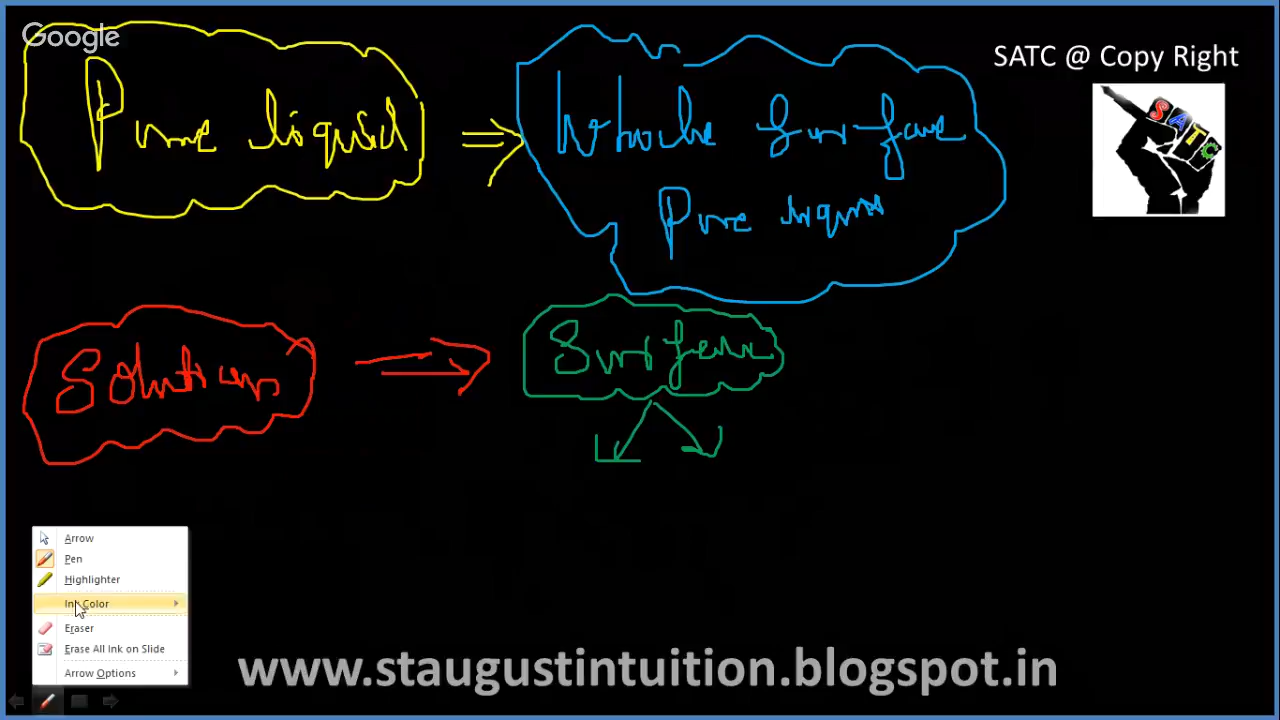 Google
SATC @ Copy Right
SATC
Pure liquid
Whole Surface
Pure liquid
Solution
Surface
Arrow
Pen
Highlighter
Ink Color
Eraser
Erase All Ink on Slide
Arrow Options
www.staugustintuition.blogspot.in